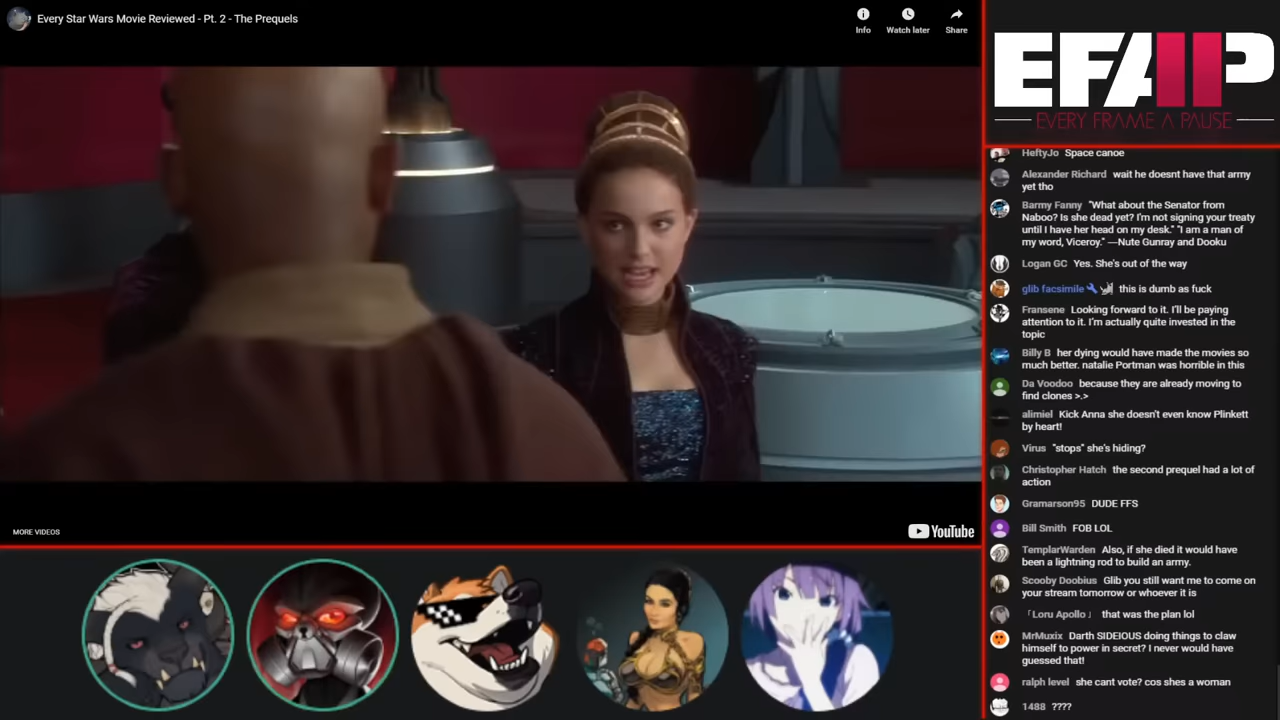 Every Star Wars Movie Reviewed - Pt. 2 - The Prequels
Info
Watch later
Share
MORE VIDEOS
YouTube
EFAP
EVERY FRAME A PAUSE
HeftyJo Space canoe
Alexander Richard wait he doesnt have that army
yet tho
Barmy Fanny "What about the Senator from
Naboo? Is she dead yet? I'm not signing your treaty
until I have her head on my desk." "I am a man of
my word, Viceroy." —Nute Gunray and Dooku
Logan GC Yes. She's out of the way
glib facsimile this is dumb as fuck
Fransene Looking forward to it. I'll be paying
attention to it. I'm actually quite invested in the
topic
Billy B her dying would have made the movies so
much better. natalie Portman was horrible in this
Da Voodoo because they are already moving to
find clones >.>
alimiel Kick Anna she doesn't even know Plinkett
by heart!
Virus "stops" she's hiding?
Christopher Hatch the second prequel had a lot of
action
Gramarson95 DUDE FFS
Bill Smith FOB LOL
TemplarWarden Also, if she died it would have
been a lightning rod to build an army.
Scooby Doobius Glib you still want me to come on
your stream tomorrow or whoever it is
「Loru Apollo」 that was the plan lol
MrMuxix Darth SIDEIOUS doing things to claw
himself to power in secret? I never would have
guessed that!
ralph level she cant vote? cos shes a woman
1488 ????